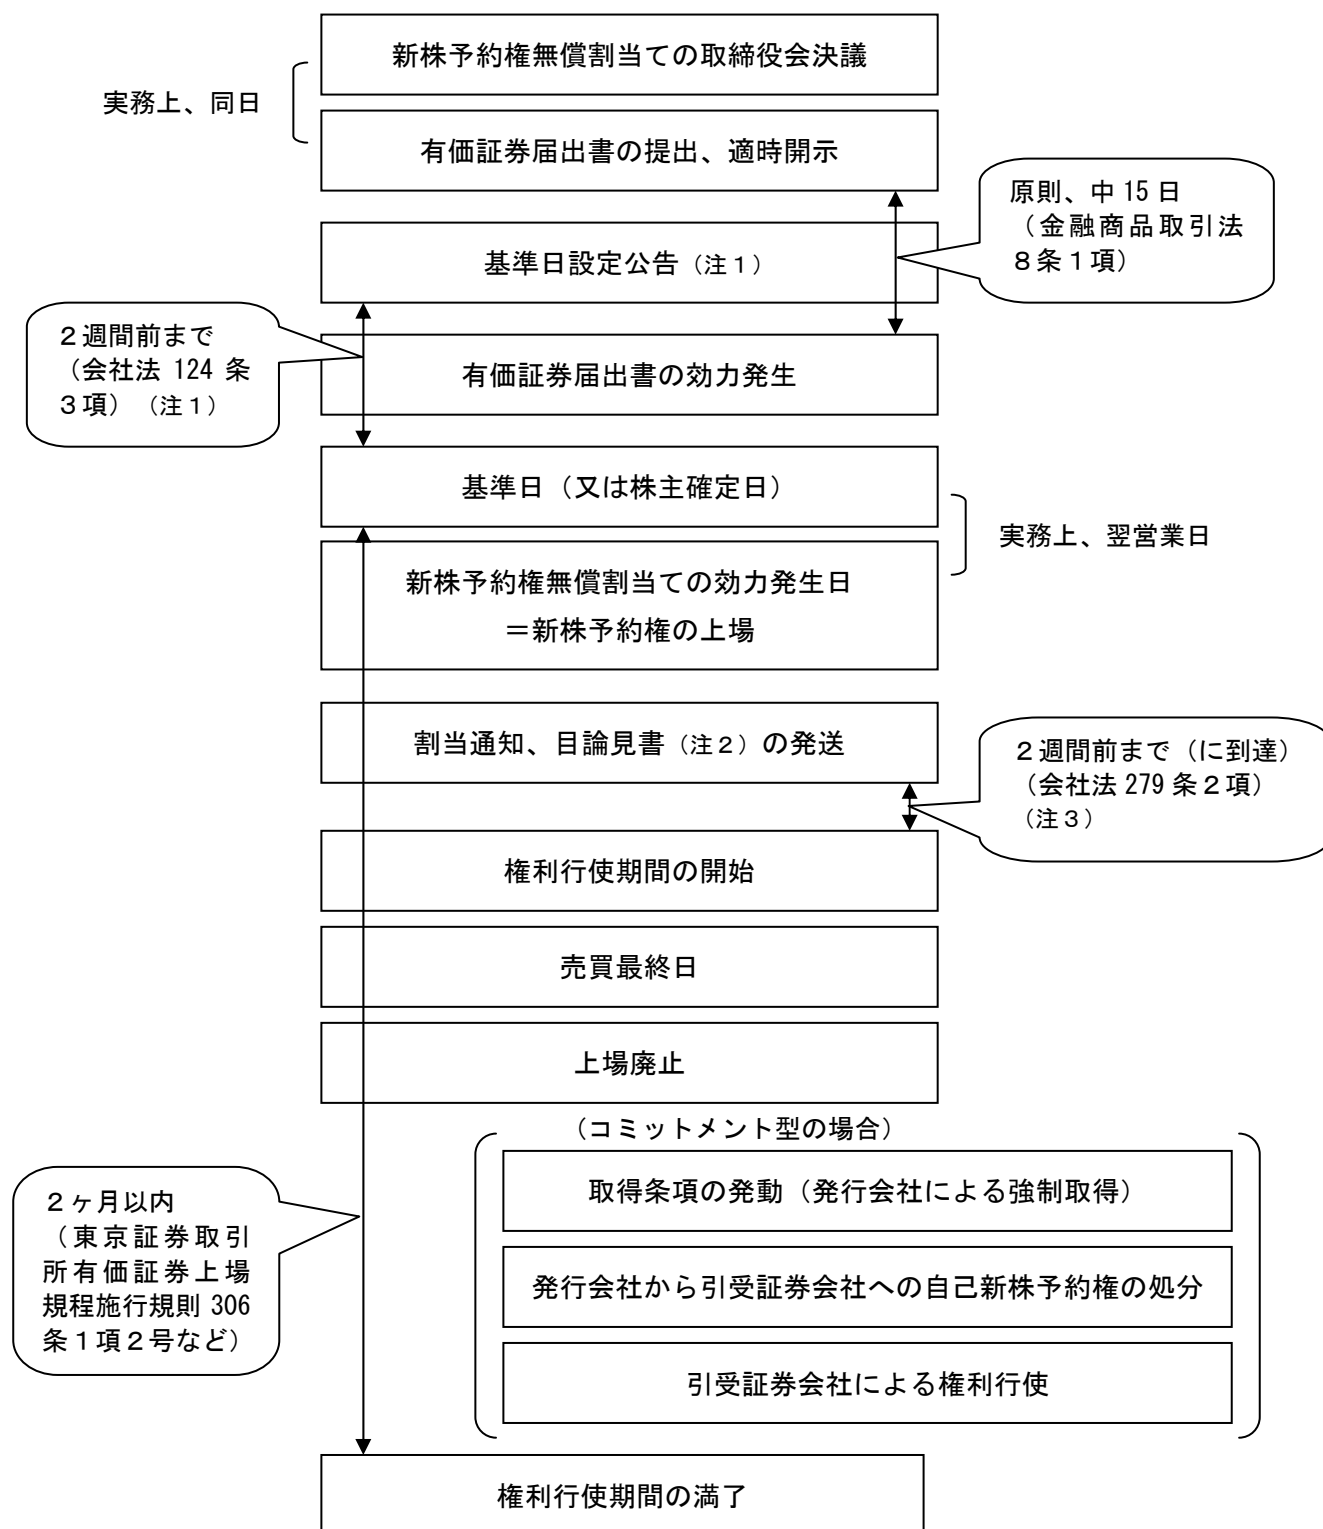 新株予約権無償割当ての取締役会決議
実務上、同日
有価証券届出書の提出、適時開示
原則、中 15 日
（金融商品取引法
８条１項）
基準日設定公告（注１）
２週間前まで
（会社法 124 条
３項）（注１）
有価証券届出書の効力発生
基準日（又は株主確定日）
実務上、翌営業日
新株予約権無償割当ての効力発生日
＝新株予約権の上場
割当通知、目論見書（注２）の発送
２週間前まで（に到達）
（会社法 279 条２項）
（注３）
権利行使期間の開始
売買最終日
上場廃止
（コミットメント型の場合）
取得条項の発動（発行会社による強制取得）
２ヶ月以内
（東京証券取引
所有価証券上場
規程施行規則 306
条１項２号など）
発行会社から引受証券会社への自己新株予約権の処分
引受証券会社による権利行使
権利行使期間の満了